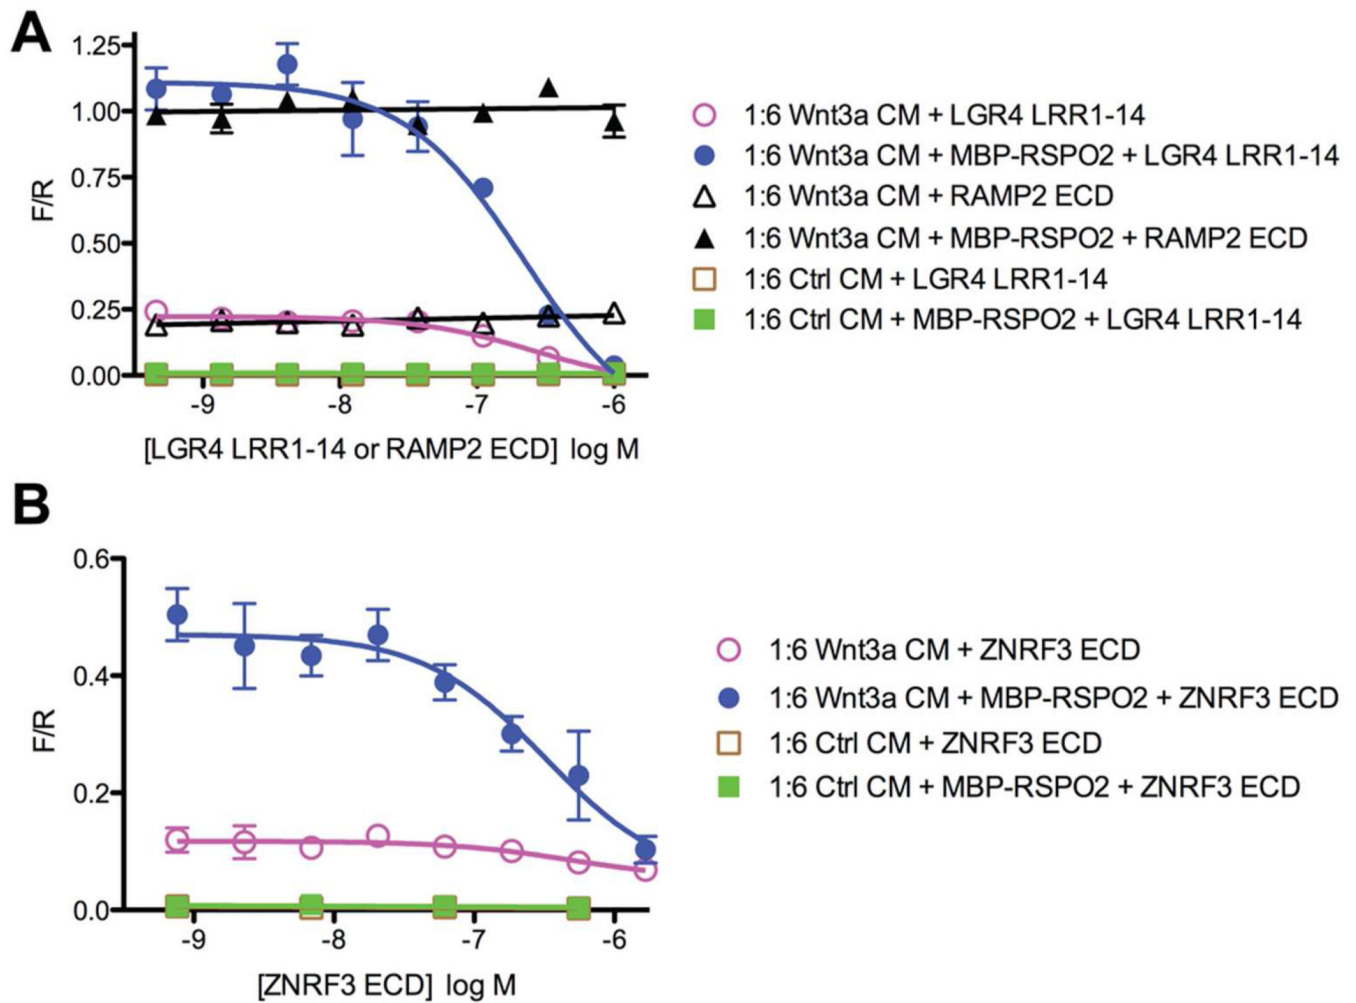 A
1.25
1.00
0.75
0.50
0.25
0.00
F/R
-9
-8
-7
-6
[LGR4 LRR1-14 or RAMP2 ECD] log M
1:6 Wnt3a CM + LGR4 LRR1-14
1:6 Wnt3a CM + MBP-RSPO2 + LGR4 LRR1-14
1:6 Wnt3a CM + RAMP2 ECD
1:6 Wnt3a CM + MBP-RSPO2 + RAMP2 ECD
1:6 Ctrl CM + LGR4 LRR1-14
1:6 Ctrl CM + MBP-RSPO2 + LGR4 LRR1-14
B
0.6
0.4
0.2
0.0
F/R
-9
-8
-7
-6
[ZNRF3 ECD] log M
1:6 Wnt3a CM + ZNRF3 ECD
1:6 Wnt3a CM + MBP-RSPO2 + ZNRF3 ECD
1:6 Ctrl CM + ZNRF3 ECD
1:6 Ctrl CM + MBP-RSPO2 + ZNRF3 ECD